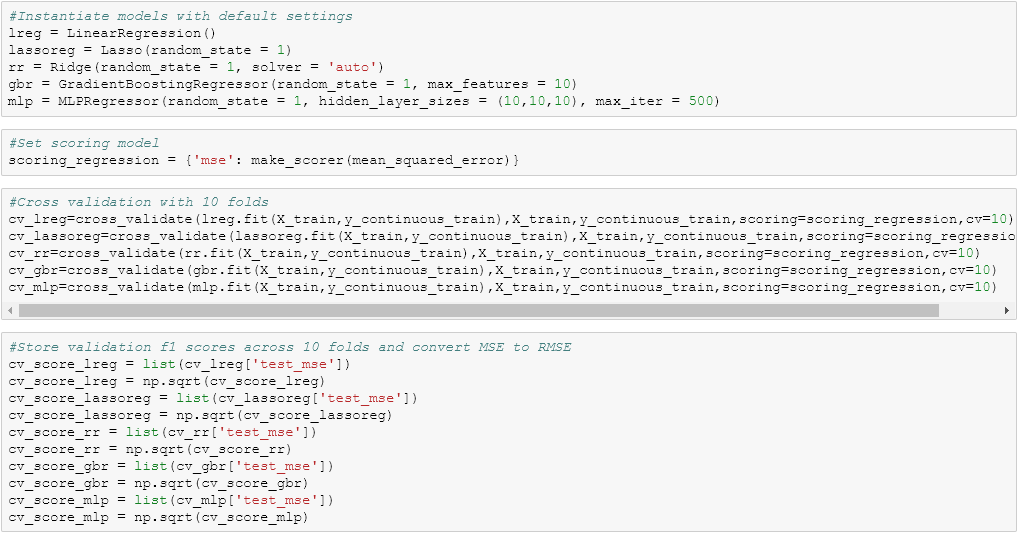 #Instantiate models with default settings
lreg = LinearRegression()
lassoreg = Lasso(random_state = 1)
rr = Ridge(random_state = 1, solver = 'auto')
gbr = GradientBoostingRegressor(random_state = 1, max_features = 10)
mlp = MLPRegressor(random_state = 1, hidden_layer_sizes = (10,10,10), max_iter = 500)
#Set scoring model
scoring_regression = {'mse': make_scorer(mean_squared_error)}
#Cross validation with 10 folds
cv_lreg=cross_validate(lreg.fit(X_train,y_continuous_train),X_train,y_continuous_train,scoring=scoring_regression,cv=10)
cv_lassoreg=cross_validate(lassoreg.fit(X_train,y_continuous_train),X_train,y_continuous_train,scoring=scoring_regressio
cv_rr=cross_validate(rr.fit(X_train,y_continuous_train),X_train,y_continuous_train,scoring=scoring_regression,cv=10)
cv_gbr=cross_validate(gbr.fit(X_train,y_continuous_train),X_train,y_continuous_train,scoring=scoring_regression,cv=10)
cv_mlp=cross_validate(mlp.fit(X_train,y_continuous_train),X_train,y_continuous_train,scoring=scoring_regression,cv=10)
#Store validation f1 scores across 10 folds and convert MSE to RMSE
cv_score_lreg = list(cv_lreg['test_mse'])
cv_score_lreg = np.sqrt(cv_score_lreg)
cv_score_lassoreg = list(cv_lassoreg['test_mse'])
cv_score_lassoreg = np.sqrt(cv_score_lassoreg)
cv_score_rr = list(cv_rr['test_mse'])
cv_score_rr = np.sqrt(cv_score_rr)
cv_score_gbr = list(cv_gbr['test_mse'])
cv_score_gbr = np.sqrt(cv_score_gbr)
cv_score_mlp = list(cv_mlp['test_mse'])
cv_score_mlp = np.sqrt(cv_score_mlp)